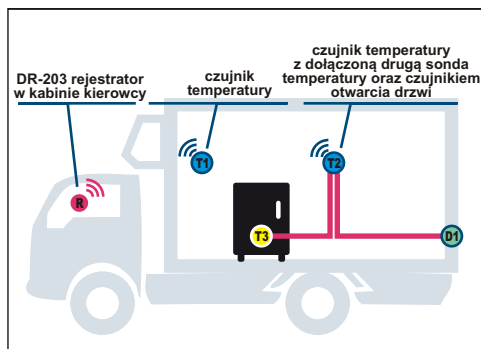 DR-203 rejestrator
w kabinie kierowcy
czujnik
temperatury
czujnik temperatury
z dołączoną drugą sonda
temperatury oraz czujnikiem
otwarcia drzwi
T1
T2
R
T3
D1